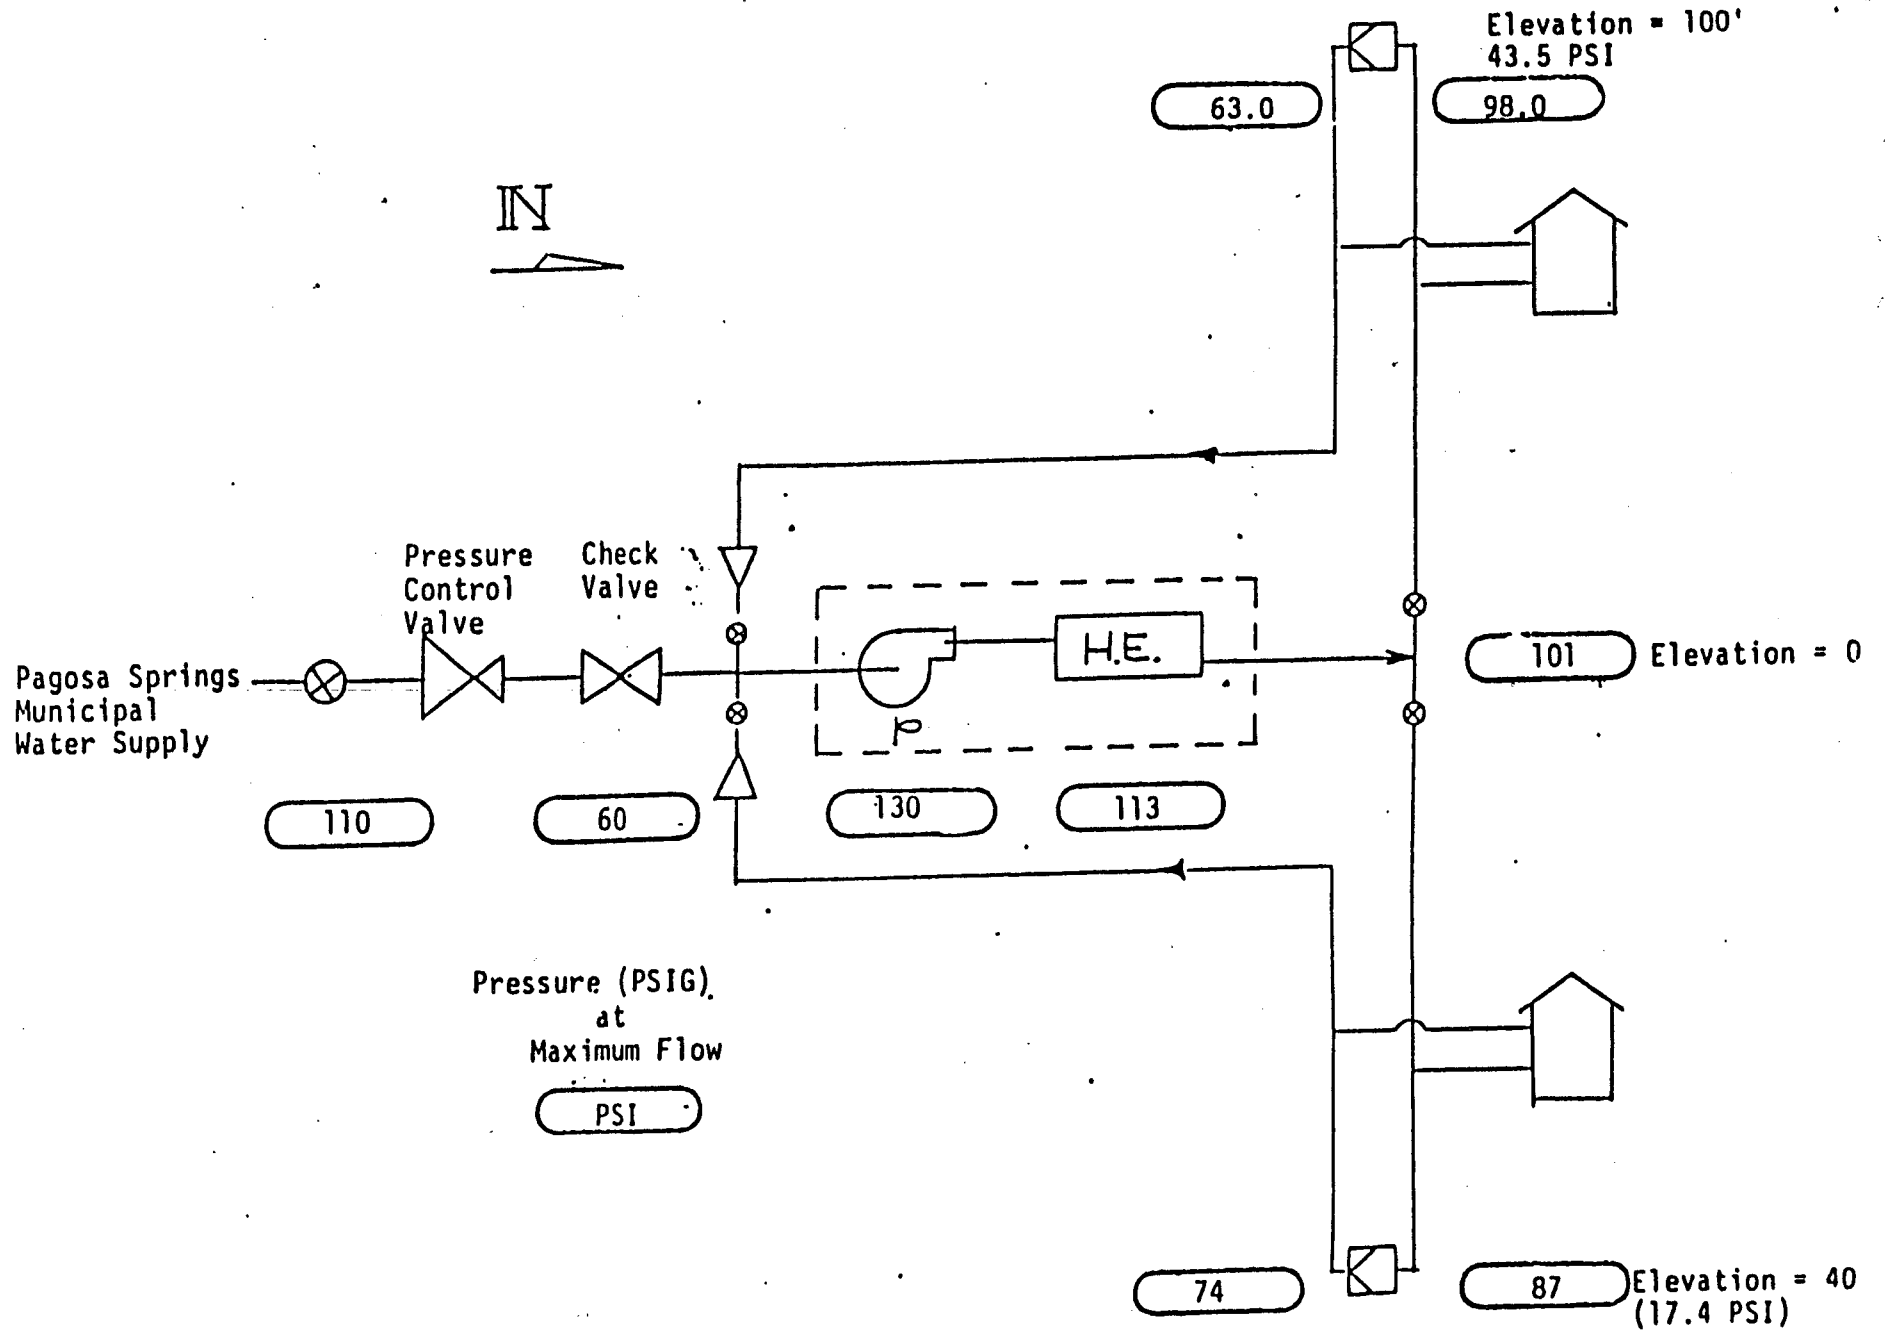 Elevation = 100'
43.5 PSI
63.0
98.0
N
Pressure
Control
Valve
Check
Valve
H.E.
P
101
Elevation = 0
Pagosa Springs
Municipal
Water Supply
110
60
130
113
Pressure (PSIG)
at
Maximum Flow
PSI
74
87
Elevation = 40
(17.4 PSI)